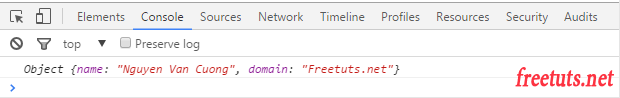 Elements Console Sources Network Timeline Profiles Resources Security Audits
top ▼ Preserve log
Object {name: "Nguyen Van Cuong", domain: "Freetuts.net"}
>
freetuts.net